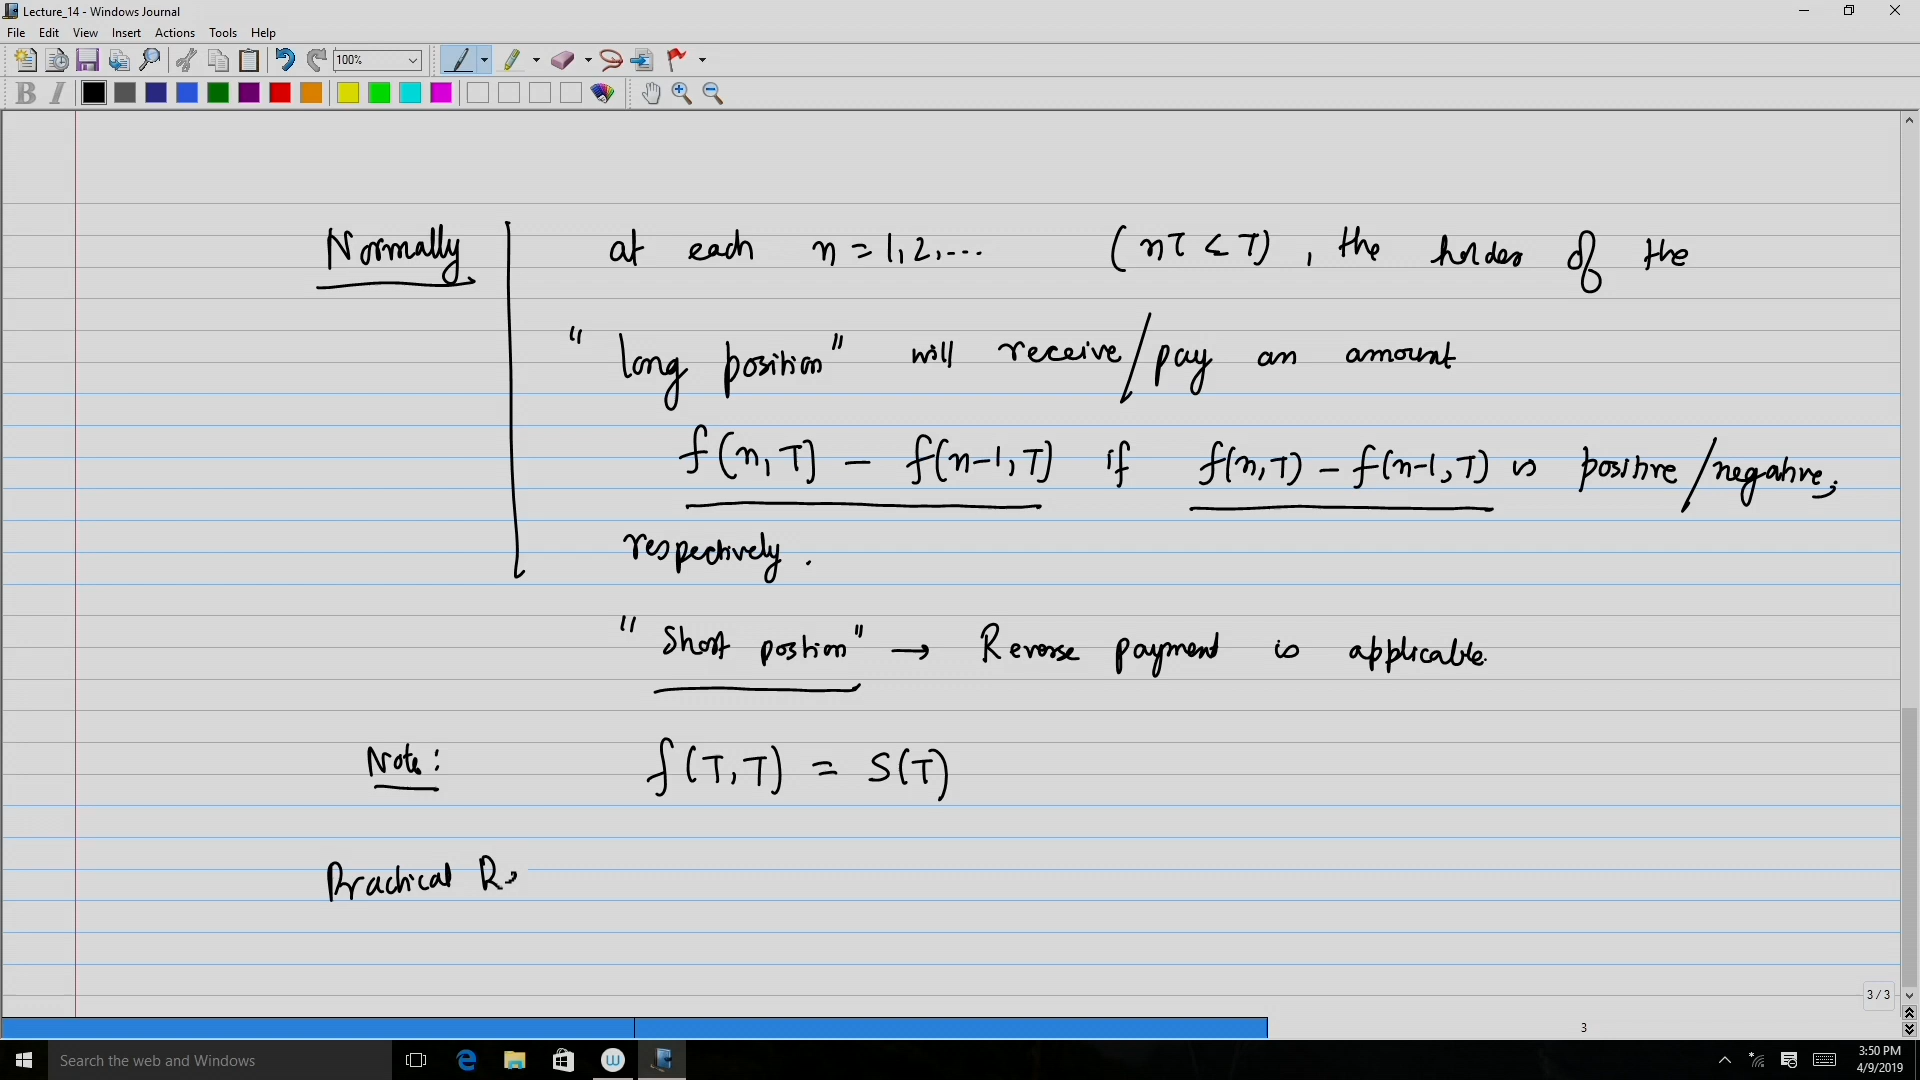 Lecture_14 - Windows Journal
File Edit View Insert Actions Tools Help
100%
B I
Normally at each n = 1, 2, ... (nτ ≤ T), the holder of the
"long position" will receive/pay an amount
f(n,T) - f(n-1,T) if f(n,T) - f(n-1,T) is positive/negative,
respectively.
"Short position" → Reverse payment is applicable.
Note: f(T,T) = S(T)
Practical R
3 / 3
3
Search the web and Windows
3:50 PM
4/9/2019